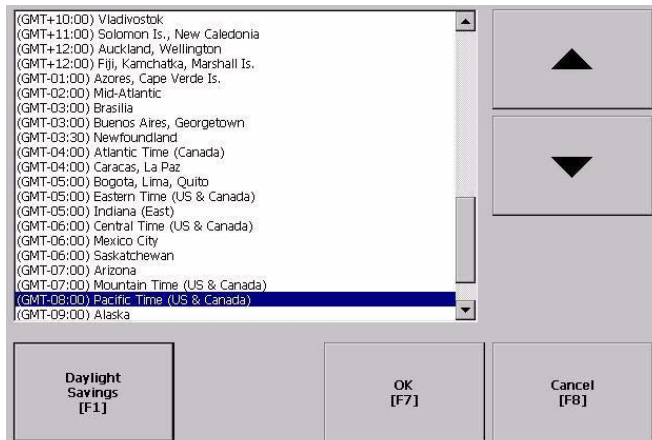 (GMT+10:00) Vladivostok
(GMT+11:00) Solomon Is., New Caledonia
(GMT+12:00) Auckland, Wellington
(GMT+12:00) Fiji, Kamchatka, Marshall Is.
(GMT-01:00) Azores, Cape Verde Is.
(GMT-02:00) Mid-Atlantic
(GMT-03:00) Brasilia
(GMT-03:00) Buenos Aires, Georgetown
(GMT-03:30) Newfoundland
(GMT-04:00) Atlantic Time (Canada)
(GMT-04:00) Caracas, La Paz
(GMT-05:00) Bogota, Lima, Quito
(GMT-05:00) Eastern Time (US & Canada)
(GMT-05:00) Indiana (East)
(GMT-06:00) Central Time (US & Canada)
(GMT-06:00) Mexico City
(GMT-06:00) Saskatchewan
(GMT-07:00) Arizona
(GMT-07:00) Mountain Time (US & Canada)
(GMT-08:00) Pacific Time (US & Canada)
(GMT-09:00) Alaska
Daylight
Savings
[F1]
OK
[F7]
Cancel
[F8]